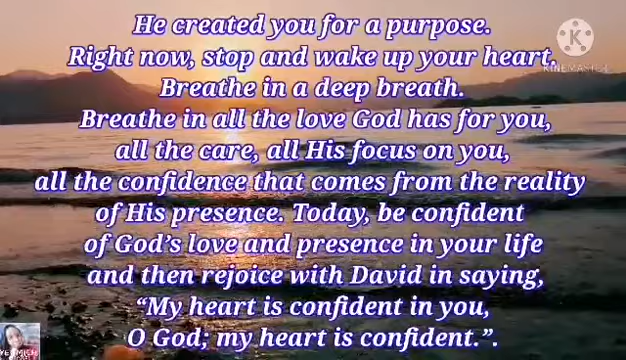 He created you for a purpose.
Right now, stop and wake up your heart.
Breathe in a deep breath.
Breathe in all the love God has for you,
all the care, all His focus on you,
all the confidence that comes from the reality
of His presence. Today, be confident
of God's love and presence in your life
and then rejoice with David in saying,
“My heart is confident in you,
O God; my heart is confident.”.
KINEMASTER